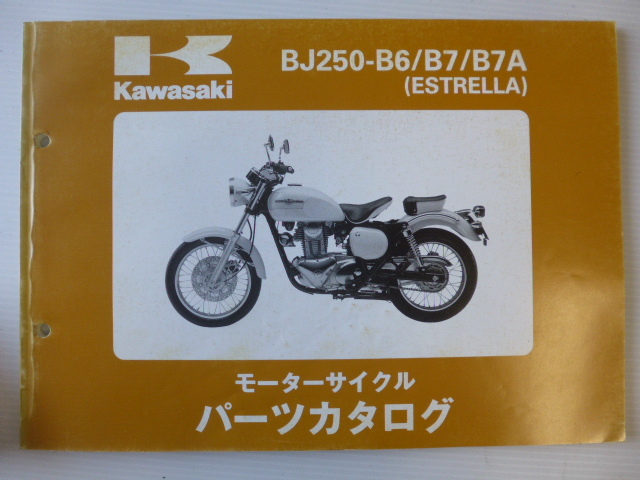 Kawasaki
BJ250-B6/B7/B7A
(ESTRELLA)
モーターサイクル
パーツカタログ